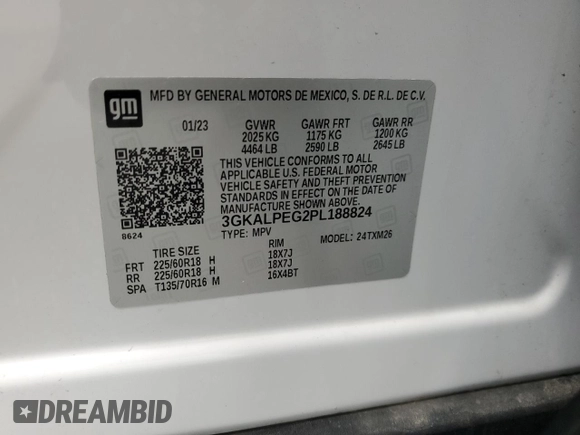 gm
MFD BY GENERAL MOTORS DE MEXICO, S. DE R.L. DE C.V.
01/23 GVWR GAWR FRT GAWR RR
2025 KG 1175 KG 1200 KG
4464 LB 2590 LB 2645 LB
THIS VEHICLE CONFORMS TO ALL
APPLICABLE U.S. FEDERAL MOTOR
VEHICLE SAFETY AND THEFT PREVENTION
STANDARDS IN EFFECT ON THE DATE OF
MANUFACTURE SHOWN ABOVE.
3GKALPEG2PL188824
8624
TYPE: MPV MODEL: 24TXM26
TIRE SIZE RIM
FRT 225/60R18 H 18X7J
RR 225/60R18 H 18X7J
SPA T135/70R16 M 16X4BT
DREAMBID